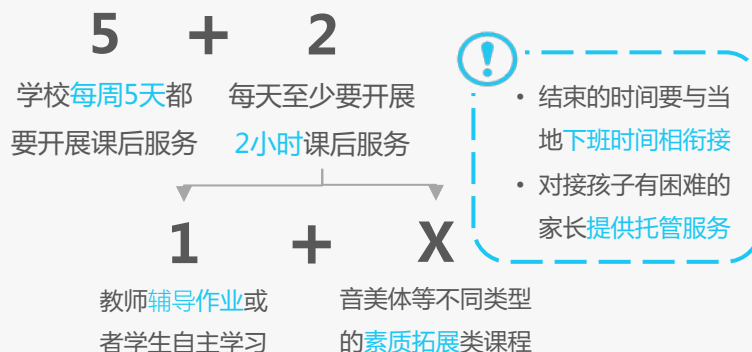 5 + 2
学校每周5天都
要开展课后服务
每天至少要开展
2小时课后服务
!
• 结束的时间要与当
地下班时间相衔接
• 对接孩子有困难的
家长提供托管服务
1 + X
教师辅导作业或
者学生自主学习
音美体等不同类型
的素质拓展类课程